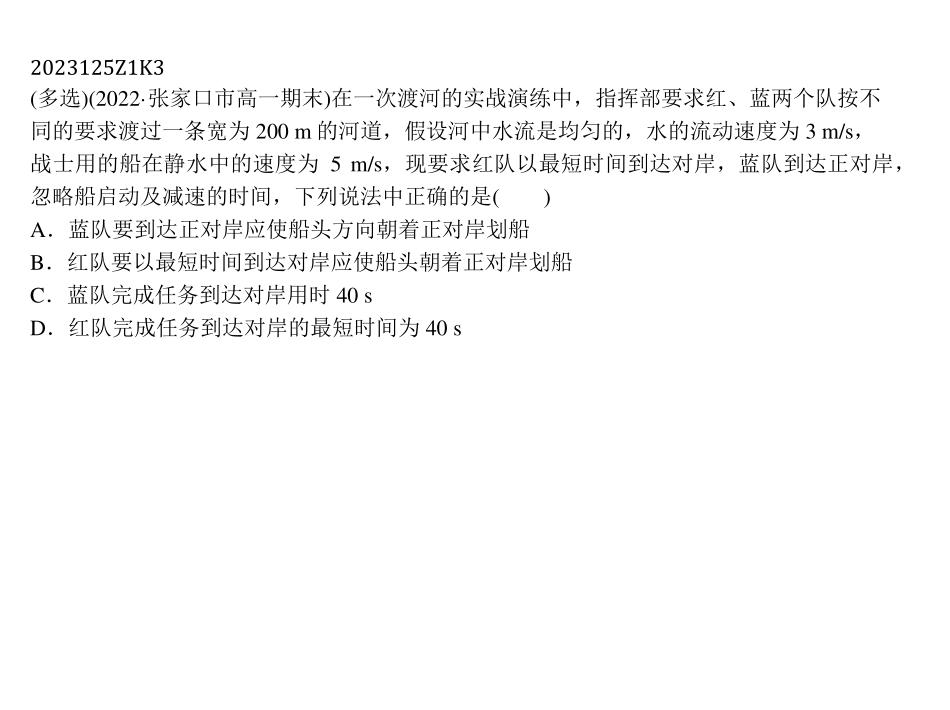 2023125Z1K3
(多选)(2022·张家口市高一期末)在一次渡河的实战演练中，指挥部要求红、蓝两个队按不
同的要求渡过一条宽为 200 m 的河道，假设河中水流是均匀的，水的流动速度为 3 m/s，
战士用的船在静水中的速度为 5 m/s，现要求红队以最短时间到达对岸，蓝队到达正对岸，
忽略船启动及减速的时间，下列说法中正确的是(　　)
A．蓝队要到达正对岸应使船头方向朝着正对岸划船
B．红队要以最短时间到达对岸应使船头朝着正对岸划船
C．蓝队完成任务到达对岸用时 40 s
D．红队完成任务到达对岸的最短时间为 40 s